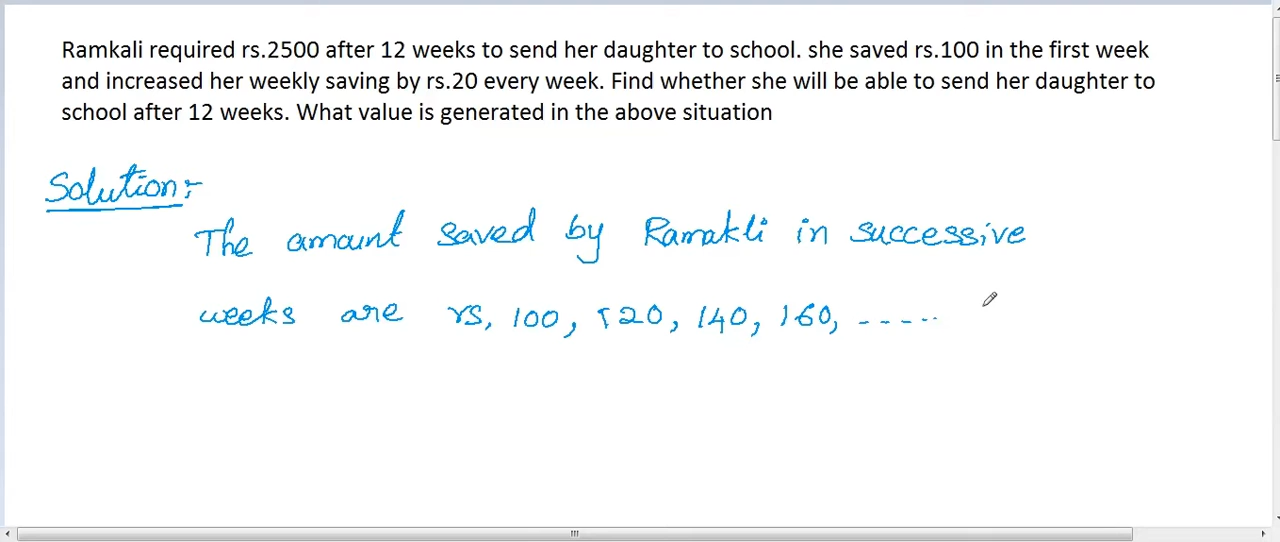 Ramkali required rs.2500 after 12 weeks to send her daughter to school. she saved rs.100 in the first week
and increased her weekly saving by rs.20 every week. Find whether she will be able to send her daughter to
school after 12 weeks. What value is generated in the above situation
Solution:-
The amount saved by Ramakli in successive
weeks are rs, 100, 120, 140, 160, -----